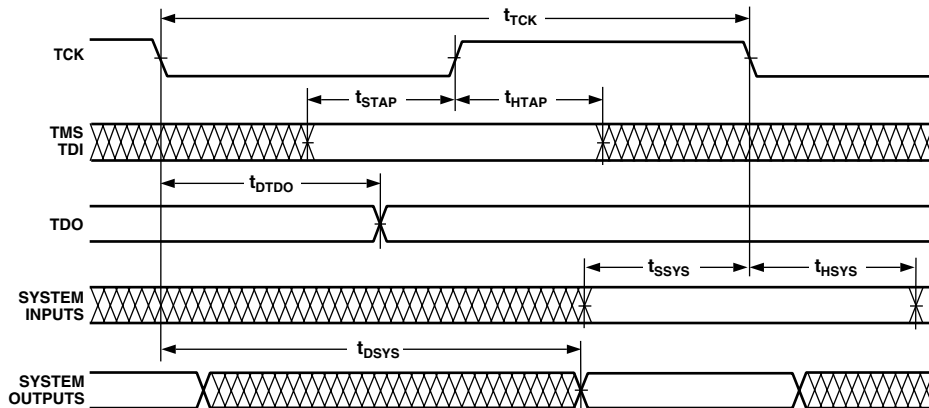 tTCK
TCK
tSTAP
tHTAP
TMS
TDI
tDTDO
TDO
tSSYS
tHSYS
SYSTEM
INPUTS
tDSYS
SYSTEM
OUTPUTS